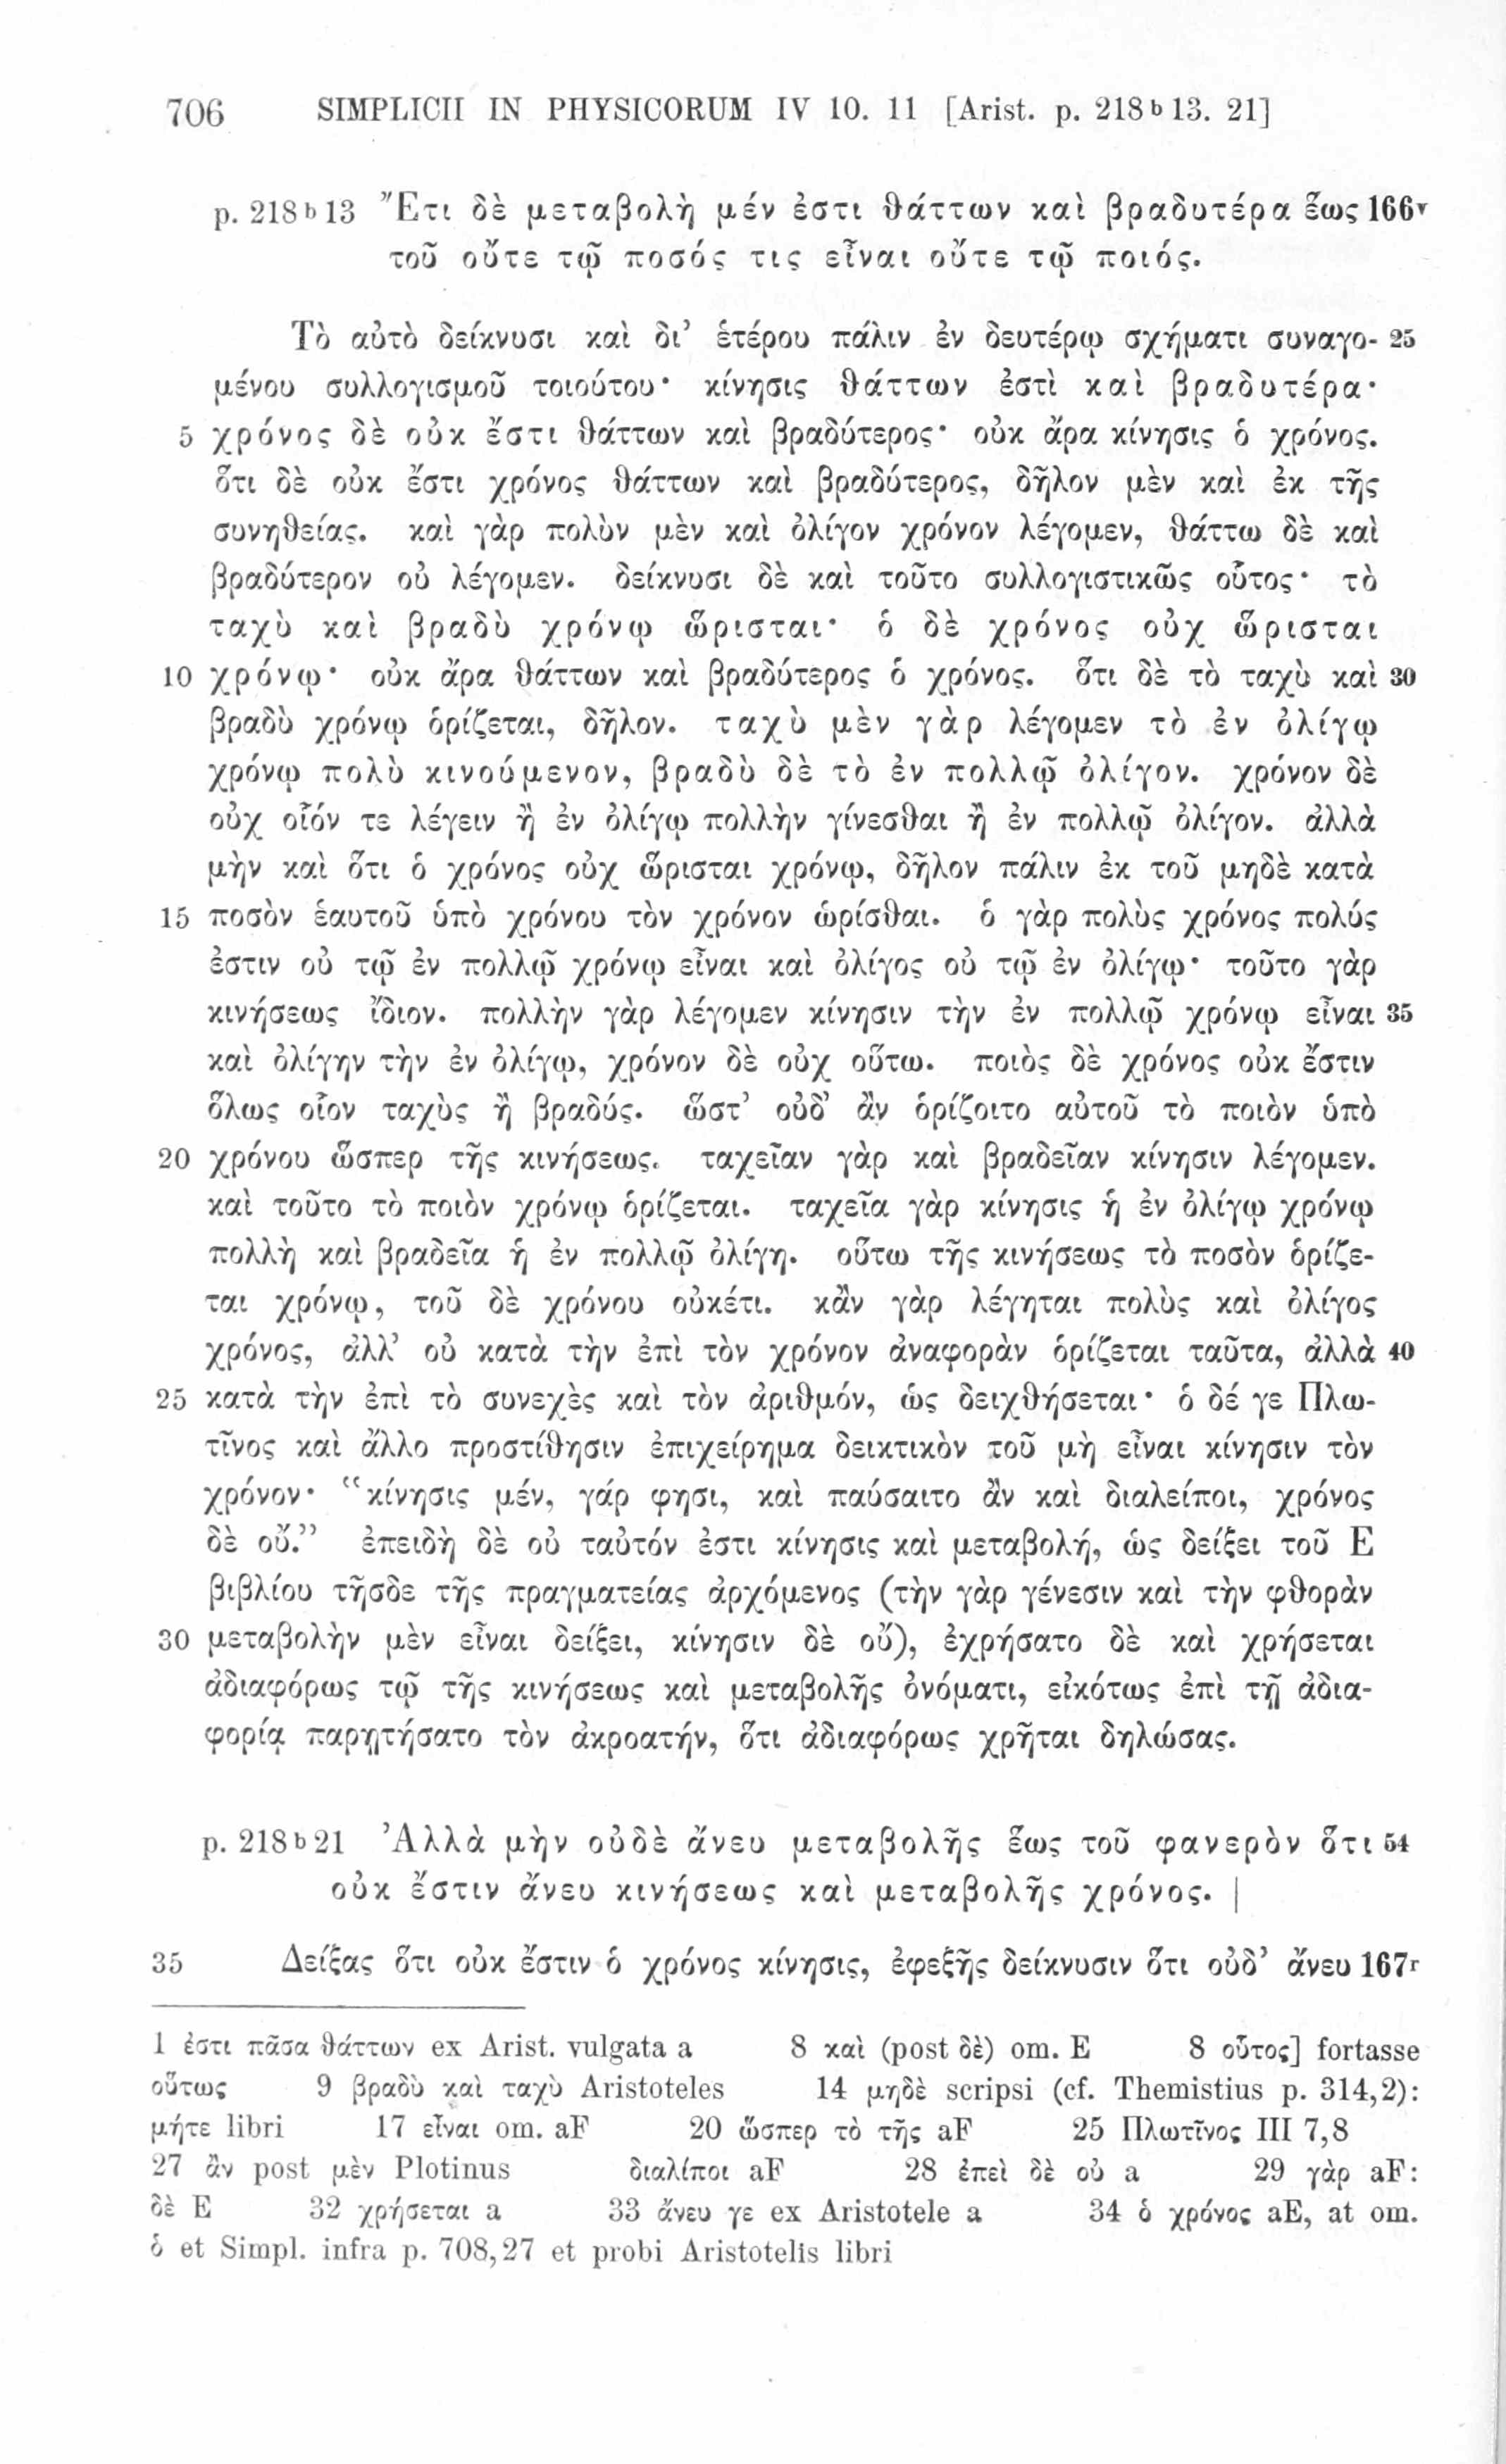 706 SIMPLICII IN PHYSICORUM IV 10. 11 [Arist. p. 218 b 13. 21]
p. 218 b 13 Ἔτι δὲ μεταβολὴ μέν ἐστι θάττων καὶ βραδυτέρα ἕως 166v
τοῦ οὔτε τῷ ποσός τις εἶναι οὔτε τῷ ποιός.
Τὸ αὐτὸ δείκνυσι καὶ δι’ ἑτέρου πάλιν ἐν δευτέρῳ σχήματι συναγο- 25
μένου συλλογισμοῦ τοιούτου· κίνησις θάττων ἐστὶ καὶ βραδυτέρα·
5 χρόνος δὲ οὐκ ἔστι θάττων καὶ βραδύτερος· οὐκ ἄρα κίνησις ὁ χρόνος.
ὅτι δὲ οὐκ ἔστι χρόνος θάττων καὶ βραδύτερος, δῆλον μὲν καὶ ἐκ τῆς
συνηθείας. καὶ γὰρ πολὺν μὲν καὶ ὀλίγον χρόνον λέγομεν, θάττω δὲ καὶ
βραδύτερον οὐ λέγομεν. δείκνυσι δὲ καὶ τοῦτο συλλογιστικῶς οὗτος· τὸ
ταχὺ καὶ βραδὺ χρόνῳ ὥρισται· ὁ δὲ χρόνος οὐχ ὥρισται
10 χρόνῳ· οὐκ ἄρα θάττων καὶ βραδύτερος ὁ χρόνος. ὅτι δὲ τὸ ταχὺ καὶ 30
βραδὺ χρόνῳ ὁρίζεται, δῆλον. ταχὺ μὲν γὰρ λέγομεν τὸ ἐν ὀλίγῳ
χρόνῳ πολὺ κινούμενον, βραδὺ δὲ τὸ ἐν πολλῷ ὀλίγον. χρόνον δὲ
οὐχ οἷόν τε λέγειν ἢ ἐν ὀλίγῳ πολλὴν γίνεσθαι ἢ ἐν πολλῷ ὀλίγον. ἀλλὰ
μὴν καὶ ὅτι ὁ χρόνος οὐχ ὥρισται χρόνῳ, δῆλον πάλιν ἐκ τοῦ μηδὲ κατὰ
15 ποσὸν ἑαυτοῦ ὑπὸ χρόνου τὸν χρόνον ὡρίσθαι. ὁ γὰρ πολὺς χρόνος πολύς
ἐστιν οὐ τῷ ἐν πολλῷ χρόνῳ εἶναι καὶ ὀλίγος οὐ τῷ ἐν ὀλίγῳ· τοῦτο γὰρ
κινήσεως ἴδιον. πολλὴν γὰρ λέγομεν κίνησιν τὴν ἐν πολλῷ χρόνῳ εἶναι 35
καὶ ὀλίγην τὴν ἐν ὀλίγῳ, χρόνον δὲ οὐχ οὕτω. ποιὸς δὲ χρόνος οὐκ ἔστιν
ὅλως οἷον ταχὺς ἢ βραδύς. ὥστ’ οὐδ’ ἂν ὁρίζοιτο αὐτοῦ τὸ ποιὸν ὑπὸ
20 χρόνου ὥσπερ τῆς κινήσεως. ταχεῖαν γὰρ καὶ βραδεῖαν κίνησιν λέγομεν.
καὶ τοῦτο τὸ ποιὸν χρόνῳ ὁρίζεται. ταχεῖα γὰρ κίνησις ἡ ἐν ὀλίγῳ χρόνῳ
πολλὴ καὶ βραδεῖα ἡ ἐν πολλῷ ὀλίγη. οὕτω τῆς κινήσεως τὸ ποσὸν ὁρίζε-
ται χρόνῳ, τοῦ δὲ χρόνου οὐκέτι. κἂν γὰρ λέγηται πολὺς καὶ ὀλίγος
χρόνος, ἀλλ’ οὐ κατὰ τὴν ἐπὶ τὸν χρόνον ἀναφορὰν ὁρίζεται ταῦτα, ἀλλὰ 40
25 κατὰ τὴν ἐπὶ τὸ συνεχὲς καὶ τὸν ἀριθμόν, ὡς δειχθήσεται· ὁ δέ γε Πλω-
τῖνος καὶ ἄλλο προστίθησιν ἐπιχείρημα δεικτικὸν τοῦ μὴ εἶναι κίνησιν τὸν
χρόνον· “κίνησις μέν, γάρ φησι, καὶ παύσαιτο ἂν καὶ διαλείποι, χρόνος
δὲ οὔ.” ἐπειδὴ δὲ οὐ ταὐτόν ἐστι κίνησις καὶ μεταβολή, ὡς δείξει τοῦ Ε
βιβλίου τῆσδε τῆς πραγματείας ἀρχόμενος (τὴν γὰρ γένεσιν καὶ τὴν φθορὰν
30 μεταβολὴν μὲν εἶναι δείξει, κίνησιν δὲ οὔ), ἐχρήσατο δὲ καὶ χρήσεται
ἀδιαφόρως τῷ τῆς κινήσεως καὶ μεταβολῆς ὀνόματι, εἰκότως ἐπὶ τῇ ἀδια-
φορίᾳ παρῃτήσατο τὸν ἀκροατήν, ὅτι ἀδιαφόρως χρῆται δηλώσας.
p. 218 b 21 Ἀλλὰ μὴν οὐδὲ ἄνευ μεταβολῆς ἕως τοῦ φανερὸν ὅτι 54
οὐκ ἔστιν ἄνευ κινήσεως καὶ μεταβολῆς χρόνος. |
35 Δείξας ὅτι οὐκ ἔστιν ὁ χρόνος κίνησις, ἐφεξῆς δείκνυσιν ὅτι οὐδ’ ἄνευ 167r
1 ἐστι πᾶσα θάττων ex Arist. vulgata a 8 καὶ (post δὲ) om. E 8 οὗτος] fortasse
οὕτως 9 βραδὺ καὶ ταχὺ Aristoteles 14 μηδὲ scripsi (cf. Themistius p. 314,2):
μήτε libri 17 εἶναι om. aF 20 ὥσπερ τὸ τῆς aF 25 Πλωτῖνος III 7,8
27 ἂν post μὲν Plotinus διαλίποι aF 28 ἐπεὶ δὲ οὐ a 29 γὰρ aF:
δὲ E 32 χρήσεται a 33 ἄνευ γε ex Aristotele a 34 ὁ χρόνος aE, at om.
ὁ et Simpl. infra p. 708,27 et probi Aristotelis libri